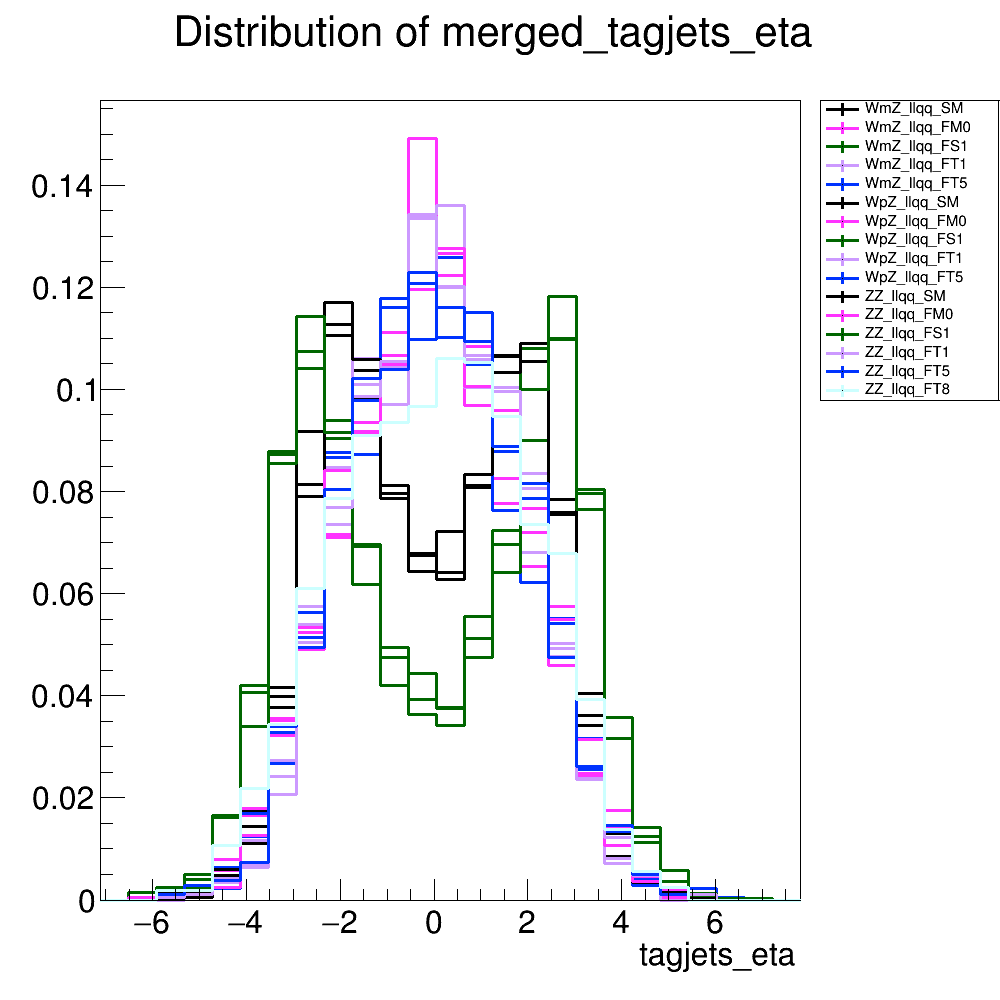 Distribution of merged_tagjets_eta
WmZ_llqq_SM
WmZ_llqq_FM0
WmZ_llqq_FS1
WmZ_llqq_FT1
WmZ_llqq_FT5
WpZ_llqq_SM
WpZ_llqq_FM0
WpZ_llqq_FS1
WpZ_llqq_FT1
WpZ_llqq_FT5
ZZ_llqq_SM
ZZ_llqq_FM0
ZZ_llqq_FS1
ZZ_llqq_FT1
ZZ_llqq_FT5
ZZ_llqq_FT8
0.14
0.12
0.1
0.08
0.06
0.04
0.02
0
−6 −4 −2 0 2 4 6
tagjets_eta